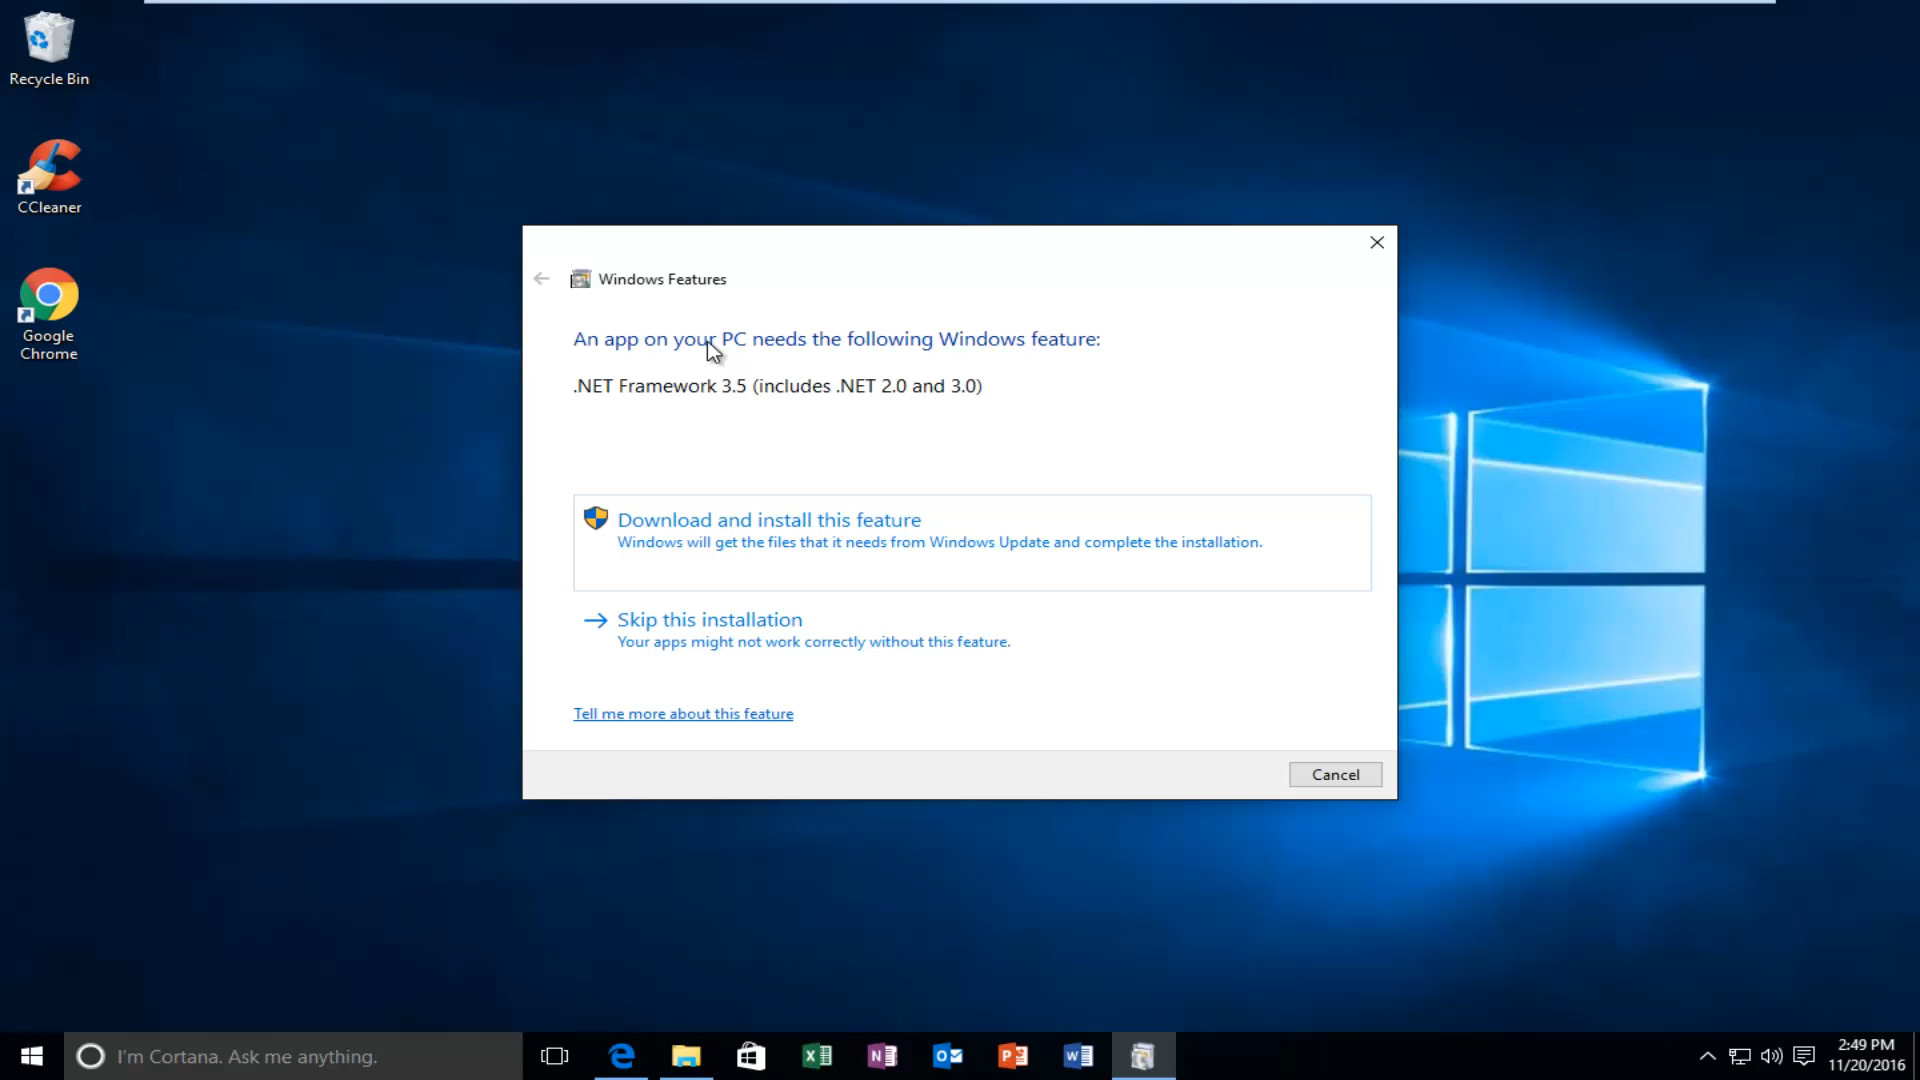 Recycle Bin
CCleaner
Google
Chrome
Windows Features
An app on your PC needs the following Windows feature:
.NET Framework 3.5 (includes .NET 2.0 and 3.0)
Download and install this feature
Windows will get the files that it needs from Windows Update and complete the installation.
Skip this installation
Your apps might not work correctly without this feature.
Tell me more about this feature
Cancel
I'm Cortana. Ask me anything.
2:49 PM
11/20/2016